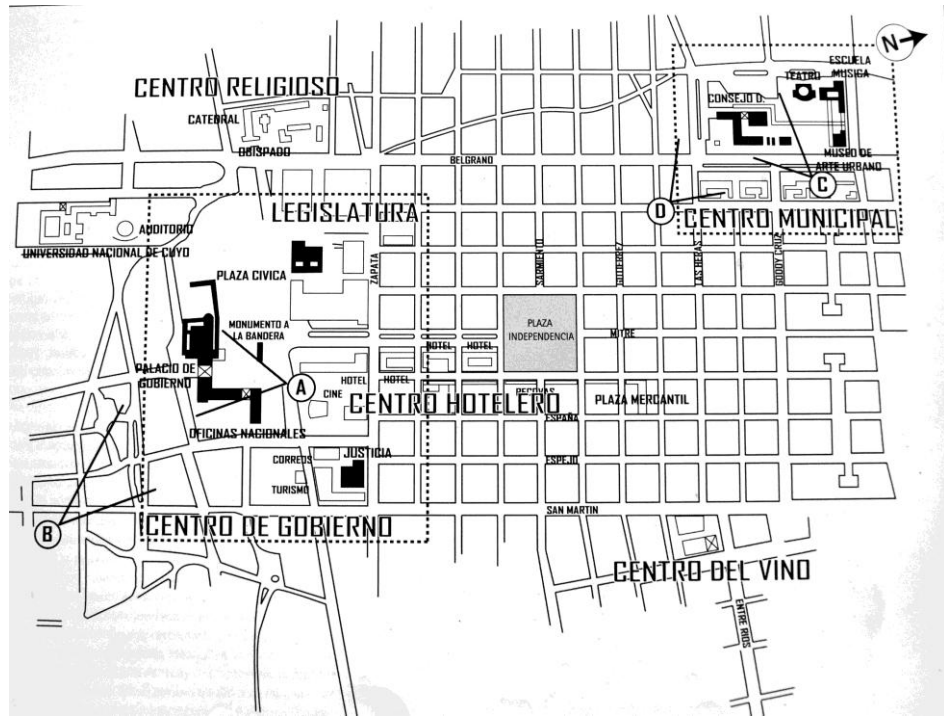 N
ESCUELA
MUSICA
TEATRO
CENTRO RELIGIOSO
CONSEJO D.
CATEDRAL
OBISPADO
BELGRANO
MUSEO DE
ARTE URBANO
C
D
CENTRO MUNICIPAL
LEGISLATURA
AUDITORIO
UNIVERSIDAD NACIONAL DE CUYO
ZAPATA
SARMIENTO
GUTIERREZ
LAS HERAS
GODOY CRUZ
PLAZA CIVICA
MONUMENTO A
LA BANDERA
PLAZA
INDEPENDENCIA
MITRE
HOTEL
HOTEL
PALACIO DE
GOBIERNO
A
HOTEL
HOTEL
CINE
CENTRO HOTELERO
RECOVAS
PLAZA MERCANTIL
ESPAÑA
OFICINAS NACIONALES
CORREOS
JUSTICIA
ESPEJO
TURISMO
B
CENTRO DE GOBIERNO
SAN MARTIN
CENTRO DEL VINO
ENTRE RIOS